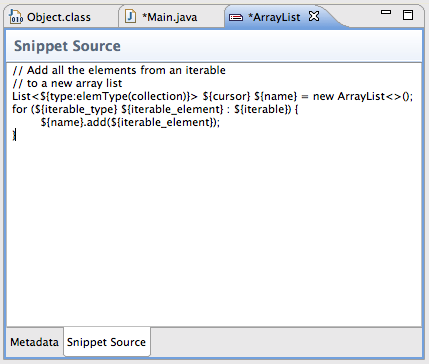 Object.class *Main.java *ArrayList
Snippet Source
// Add all the elements from an iterable
// to a new array list
List<${type:elemType(collection)}> ${cursor} ${name} = new ArrayList<>();
for (${iterable_type} ${iterable_element} : ${iterable}) {
${name}.add(${iterable_element});
}
Metadata Snippet Source